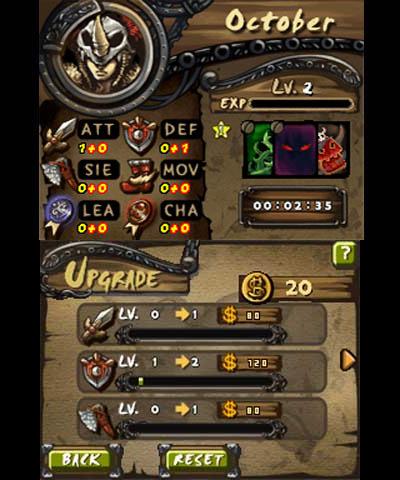 October
LV. 2
EXP
ATT DEF
1+0 0+1
SIE MOV
0+0 0+0
LEA CHA
0+0 0+0
00:02:35
?
UPGRADE
20
LV. 0 1 $ 80
LV. 1 2 $ 120
LV. 0 1 $ 80
BACK RESET